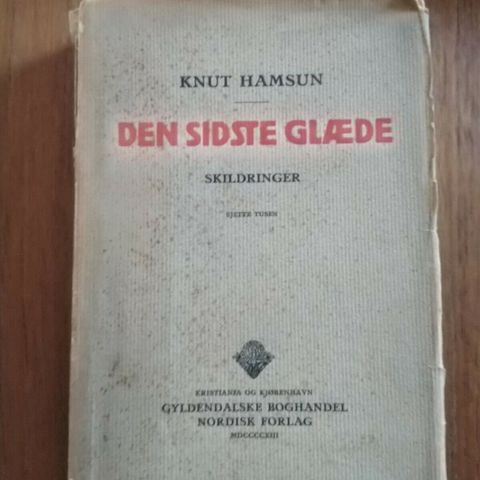 KNUT HAMSUN
DEN SIDSTE GLÆDE
SKILDRINGER
SJETTE TUSEN
KRISTIANIA OG KJØBENHAVN
GYLDENDALSKE BOGHANDEL
NORDISK FORLAG
MDCCCCXIII